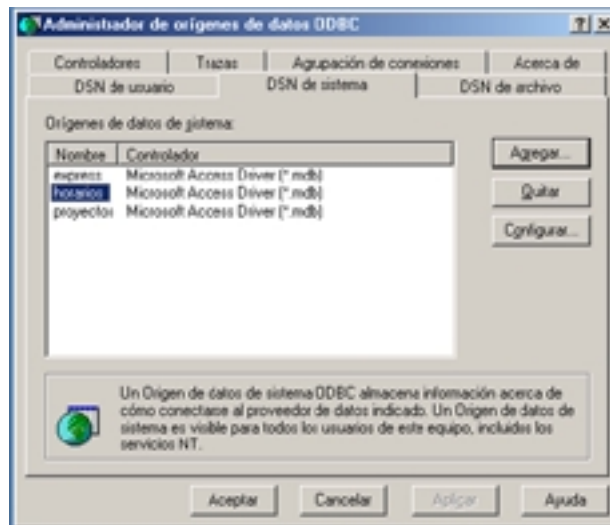 Administrador de orígenes de datos ODBC
Controladores Trazas Agrupación de conexiones Acerca de
DSN de usuario DSN de sistema DSN de archivo
Orígenes de datos de sistema:
Nombre Controlador
express Microsoft Access Driver (*.mdb)
horarios Microsoft Access Driver (*.mdb)
proyectos Microsoft Access Driver (*.mdb)
Agregar...
Quitar
Configurar...
Un Origen de datos de sistema ODBC almacena información acerca de
cómo conectarse al proveedor de datos indicado. Un Origen de datos de
sistema es visible para todos los usuarios de este equipo, incluidos los
servicios NT.
Aceptar Cancelar Aplicar Ayuda